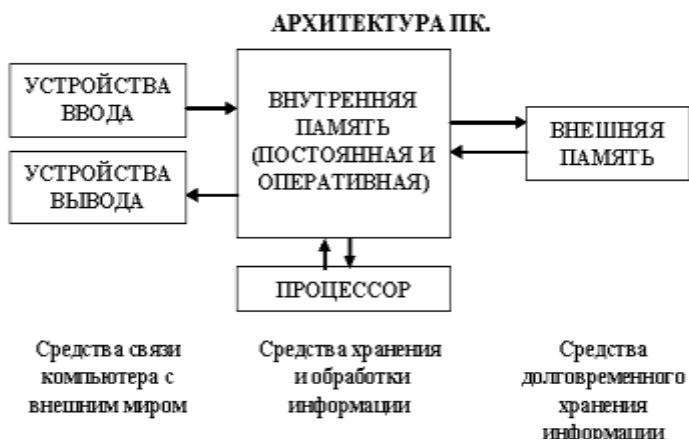 АРХИТЕКТУРА ПК.
УСТРОЙСТВА
ВВОДА
УСТРОЙСТВА
ВЫВОДА
ВНУТРЕННЯЯ
ПАМЯТЬ
(ПОСТОЯННАЯ И
ОПЕРАТИВНАЯ)
ВНЕШНЯЯ
ПАМЯТЬ
ПРОЦЕССОР
Средства связи
компьютера с
внешним миром
Средства хранения
и обработки
информации
Средства
долговременного
хранения
информации